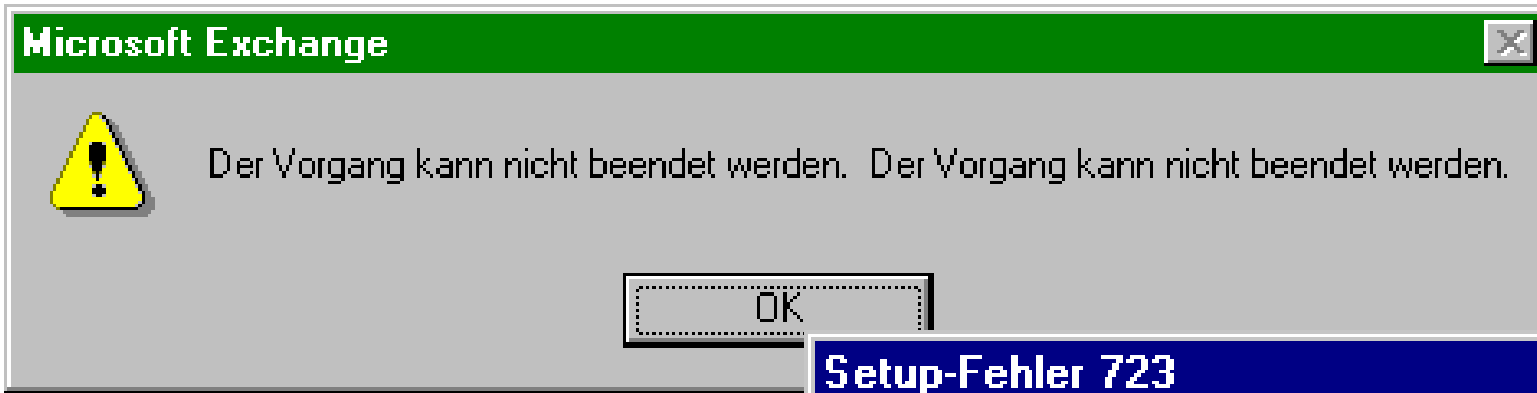 Microsoft Exchange
Der Vorgang kann nicht beendet werden.  Der Vorgang kann nicht beendet werden.
OK
Setup-Fehler 723